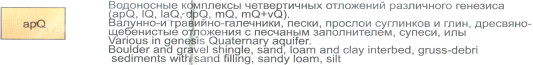 apQ
Водоносные комплексы четвертичных отложений различного генезиса
(apQ, lQ, laQ, dpQ, mQ, mQ+vQ).
Валунно-и гравийно-галечники, пески, прослои суглинков и глин, дресвяно-
щебенистые отложения с песчаным заполнителем, супеси, илы
Various in genesis Quaternary aquifer.
Boulder and gravel shingle, sand, loam and clay interbed, gruss-debri
sediments with sand filling, sandy loam, silt